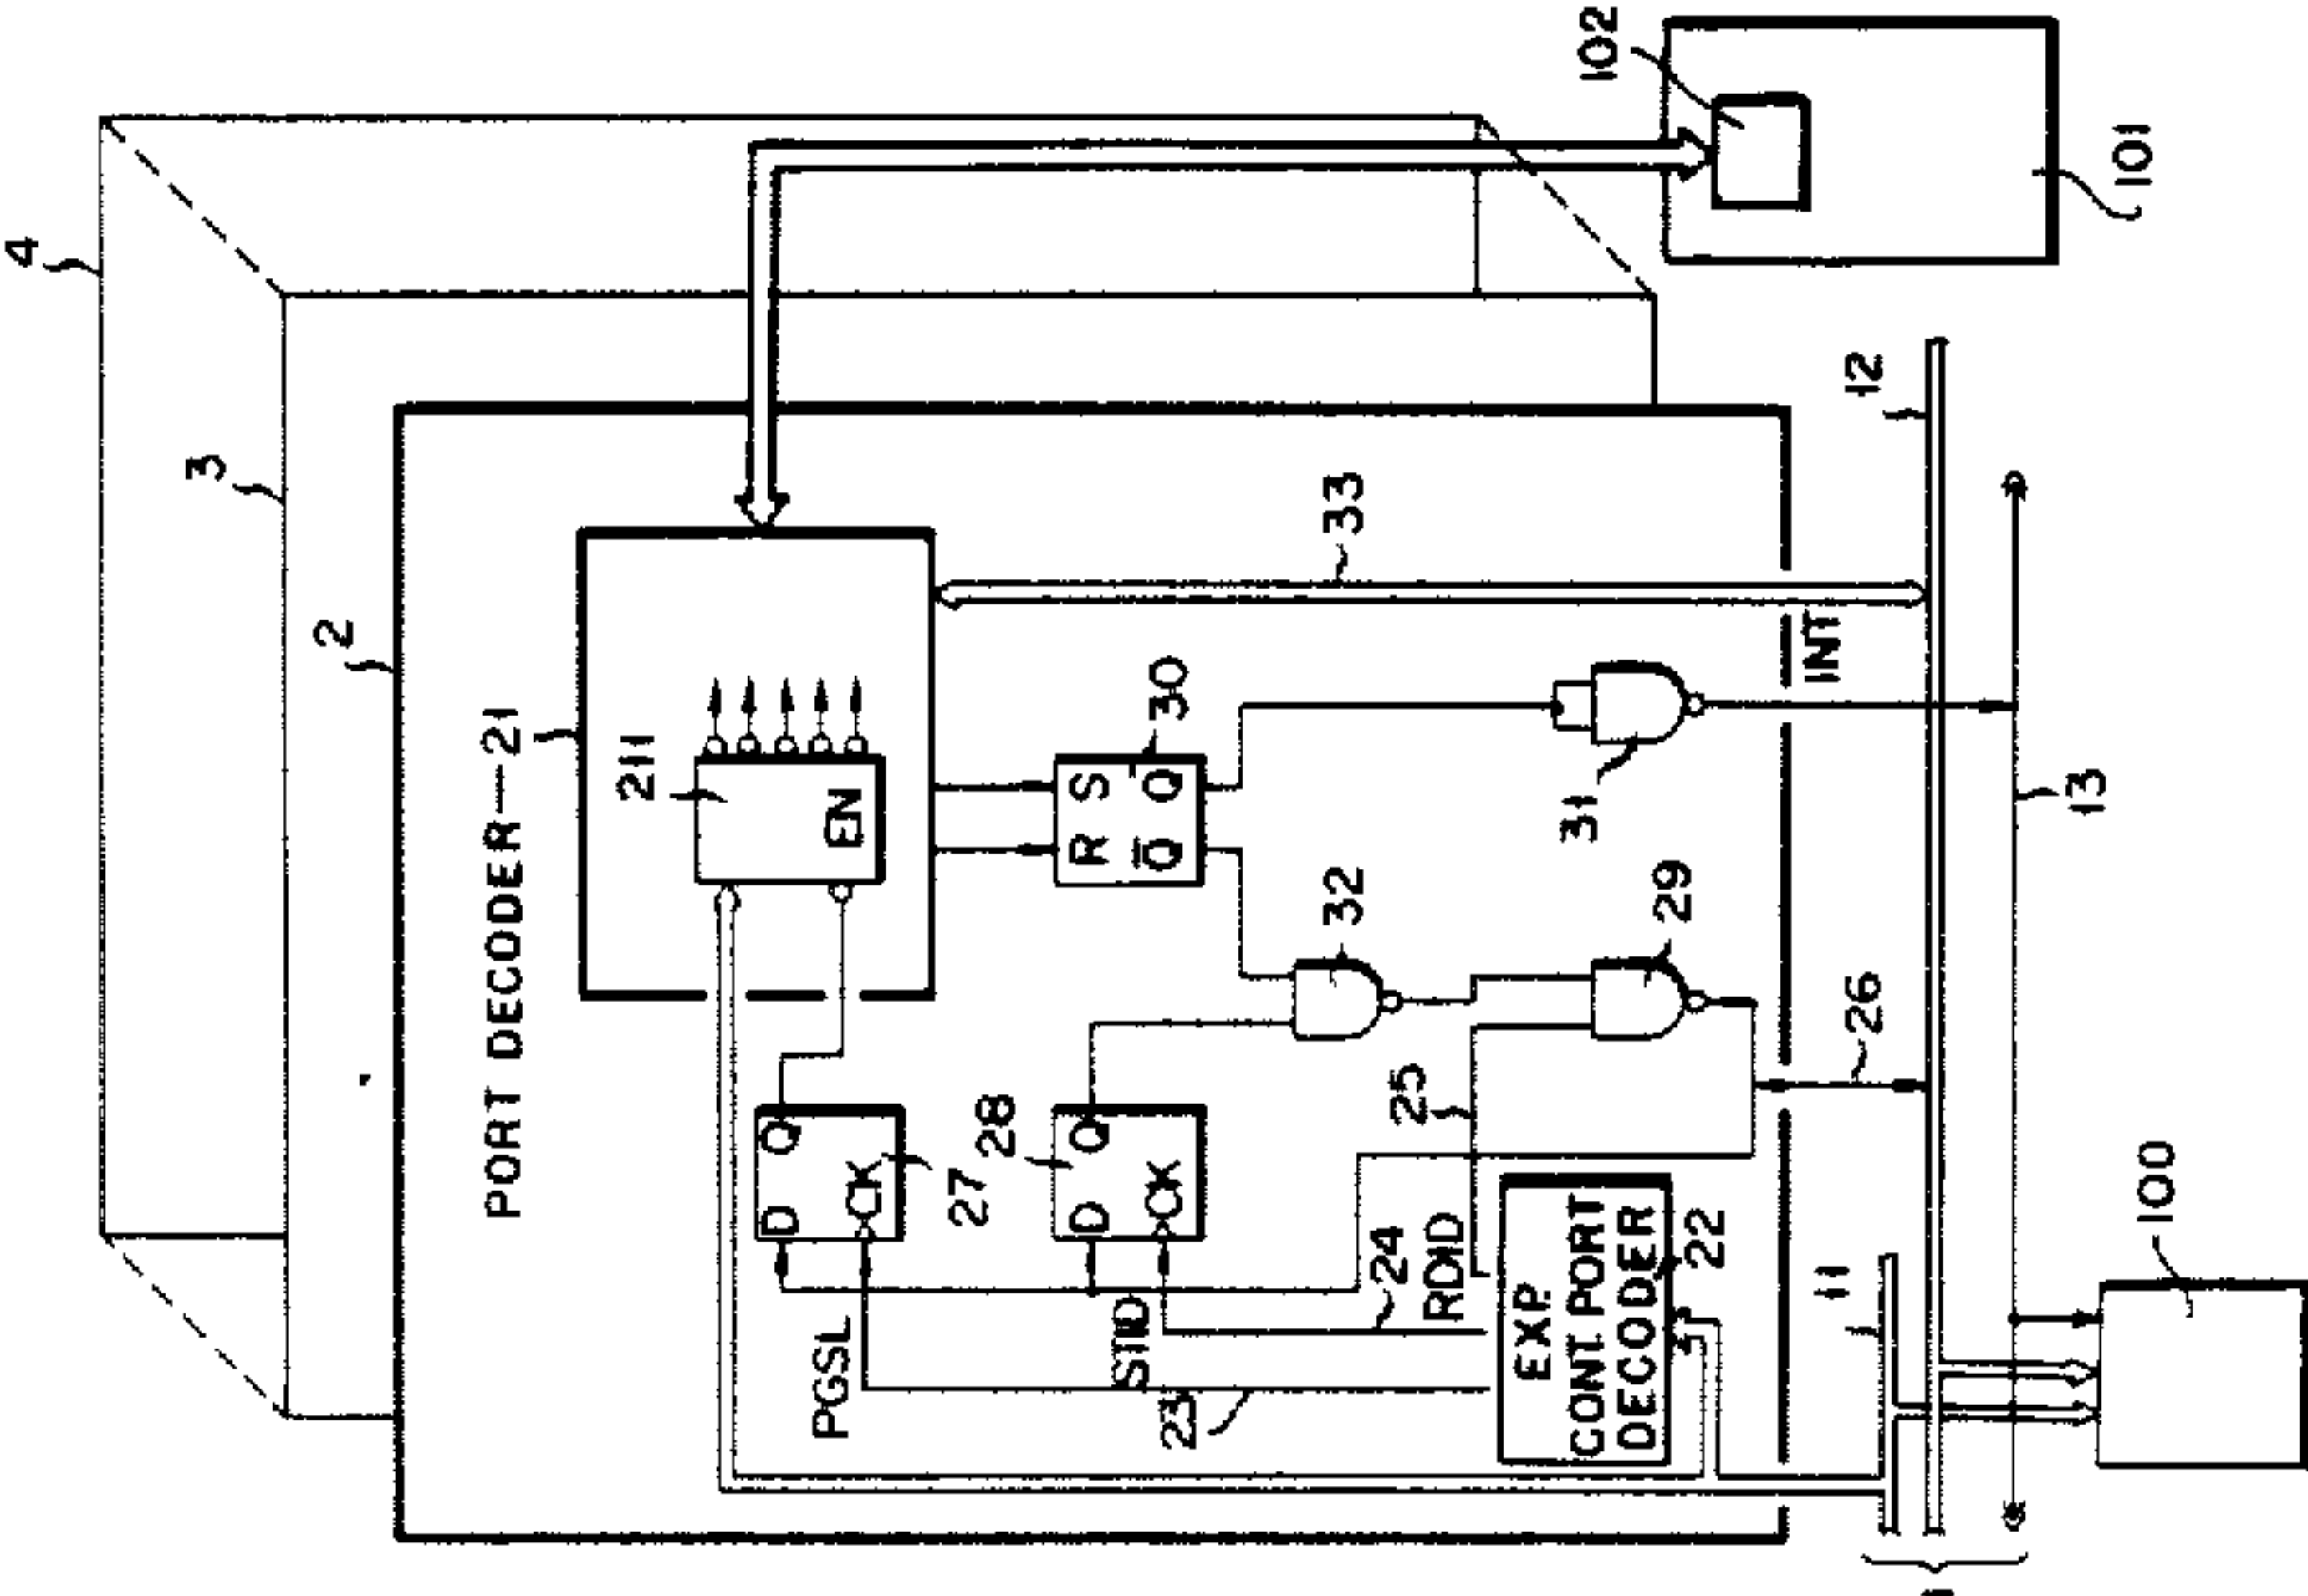 4
3
2
PORT DECODER—21
211
EN
102
101
R S
Q̅ Q
30
33
D Q
CK
27
28
D Q
CK
32
31
29
INT
12
13
25
26
PGSL
STID
RDID
23
24
EXP.
CONT PORT
DECODER
22
11
100